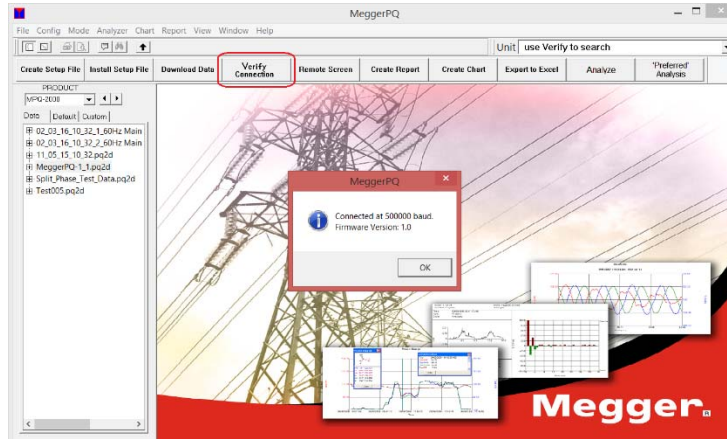 MeggerPQ
File Config Mode Analyzer Chart Report View Window Help
Unit use Verify to search
Create Setup File Install Setup File Download Data Verify Connection Remote Screen Create Report Create Chart Export to Excel Analyze 'Preferred' Analysis
PRODUCT
MPQ-2000
Data Default Custom
02_03_16_10_32_1_60Hz Main
02_03_16_10_32_2_60Hz Main
11_05_15_10_32.pq2d
MeggerPQ-1_1.pq2d
Split_Phase_Test_Data.pq2d
Test005.pq2d
MeggerPQ
Connected at 500000 baud.
Firmware Version: 1.0
OK
Megger